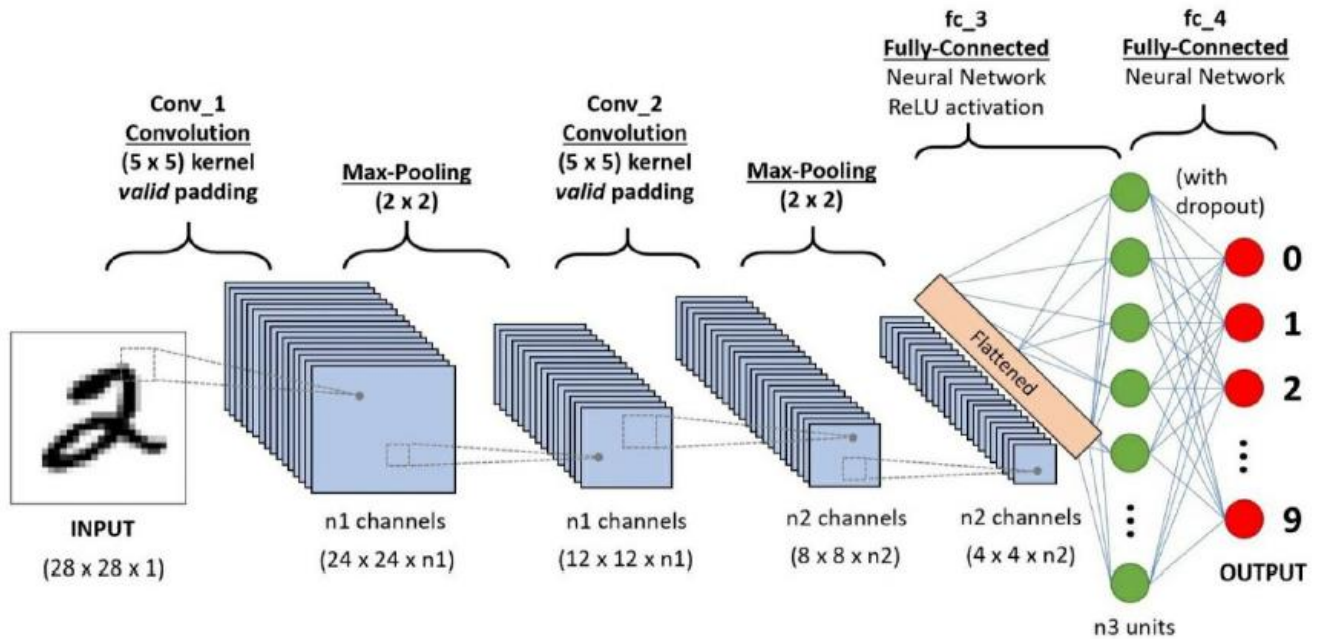 fc_3
Fully-Connected
Neural Network
ReLU activation
fc_4
Fully-Connected
Neural Network
Conv_1
Convolution
(5 x 5) kernel
valid padding
Max-Pooling
(2 x 2)
Conv_2
Convolution
(5 x 5) kernel
valid padding
Max-Pooling
(2 x 2)
(with
dropout)
Flattened
0
1
2
9
OUTPUT
INPUT
(28 x 28 x 1)
n1 channels
(24 x 24 x n1)
n1 channels
(12 x 12 x n1)
n2 channels
(8 x 8 x n2)
n2 channels
(4 x 4 x n2)
n3 units
2